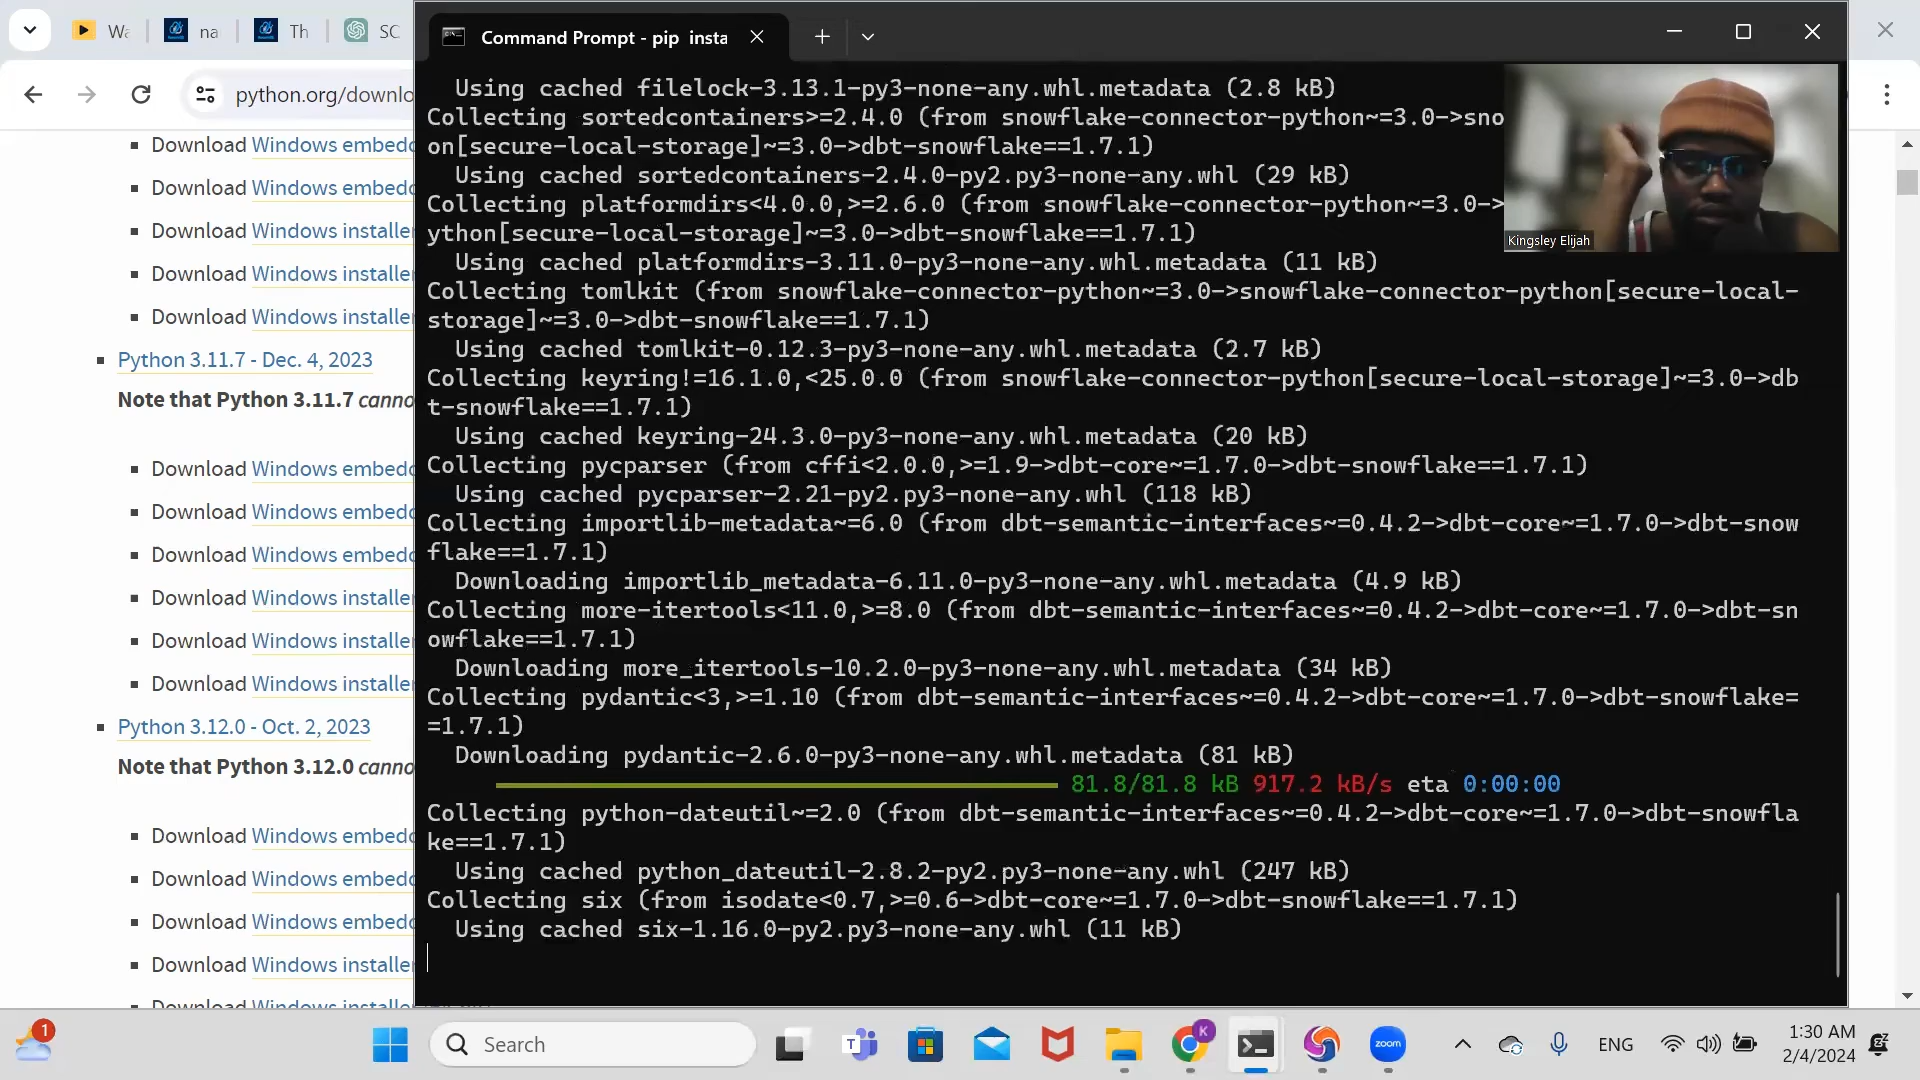 Wa
na
Th
SC
Command Prompt - pip insta
python.org/downlo
Download Windows embedd
Download Windows embedd
Download Windows installer
Download Windows installer
Download Windows installer
Python 3.11.7 - Dec. 4, 2023
Note that Python 3.11.7 canno
Download Windows embedd
Download Windows embedd
Download Windows embedd
Download Windows installer
Download Windows installer
Download Windows installer
Python 3.12.0 - Oct. 2, 2023
Note that Python 3.12.0 canno
Download Windows embedd
Download Windows embedd
Download Windows embedd
Download Windows installer
Download Windows installer
Using cached filelock-3.13.1-py3-none-any.whl.metadata (2.8 kB)
Collecting sortedcontainers>=2.4.0 (from snowflake-connector-python~=3.0->sno
on[secure-local-storage]~=3.0->dbt-snowflake==1.7.1)
Using cached sortedcontainers-2.4.0-py2.py3-none-any.whl (29 kB)
Collecting platformdirs<4.0.0,>=2.6.0 (from snowflake-connector-python~=3.0->
ython[secure-local-storage]~=3.0->dbt-snowflake==1.7.1)
Using cached platformdirs-3.11.0-py3-none-any.whl.metadata (11 kB)
Collecting tomlkit (from snowflake-connector-python~=3.0->snowflake-connector-python[secure-local-
storage]~=3.0->dbt-snowflake==1.7.1)
Using cached tomlkit-0.12.3-py3-none-any.whl.metadata (2.7 kB)
Collecting keyring!=16.1.0,<25.0.0 (from snowflake-connector-python[secure-local-storage]~=3.0->db
t-snowflake==1.7.1)
Using cached keyring-24.3.0-py3-none-any.whl.metadata (20 kB)
Collecting pycparser (from cffi<2.0.0,>=1.9->dbt-core~=1.7.0->dbt-snowflake==1.7.1)
Using cached pycparser-2.21-py2.py3-none-any.whl (118 kB)
Collecting importlib-metadata~=6.0 (from dbt-semantic-interfaces~=0.4.2->dbt-core~=1.7.0->dbt-snow
flake==1.7.1)
Downloading importlib_metadata-6.11.0-py3-none-any.whl.metadata (4.9 kB)
Collecting more-itertools<11.0,>=8.0 (from dbt-semantic-interfaces~=0.4.2->dbt-core~=1.7.0->dbt-sn
owflake==1.7.1)
Downloading more_itertools-10.2.0-py3-none-any.whl.metadata (34 kB)
Collecting pydantic<3,>=1.10 (from dbt-semantic-interfaces~=0.4.2->dbt-core~=1.7.0->dbt-snowflake=
=1.7.1)
Downloading pydantic-2.6.0-py3-none-any.whl.metadata (81 kB)
81.8/81.8 kB 917.2 kB/s eta 0:00:00
Collecting python-dateutil~=2.0 (from dbt-semantic-interfaces~=0.4.2->dbt-core~=1.7.0->dbt-snowfla
ke==1.7.1)
Using cached python_dateutil-2.8.2-py2.py3-none-any.whl (247 kB)
Collecting six (from isodate<0.7,>=0.6->dbt-core~=1.7.0->dbt-snowflake==1.7.1)
Using cached six-1.16.0-py2.py3-none-any.whl (11 kB)
Kingsley Elijah
1
Search
T
K
zoom
ENG
1:30 AM
2/4/2024